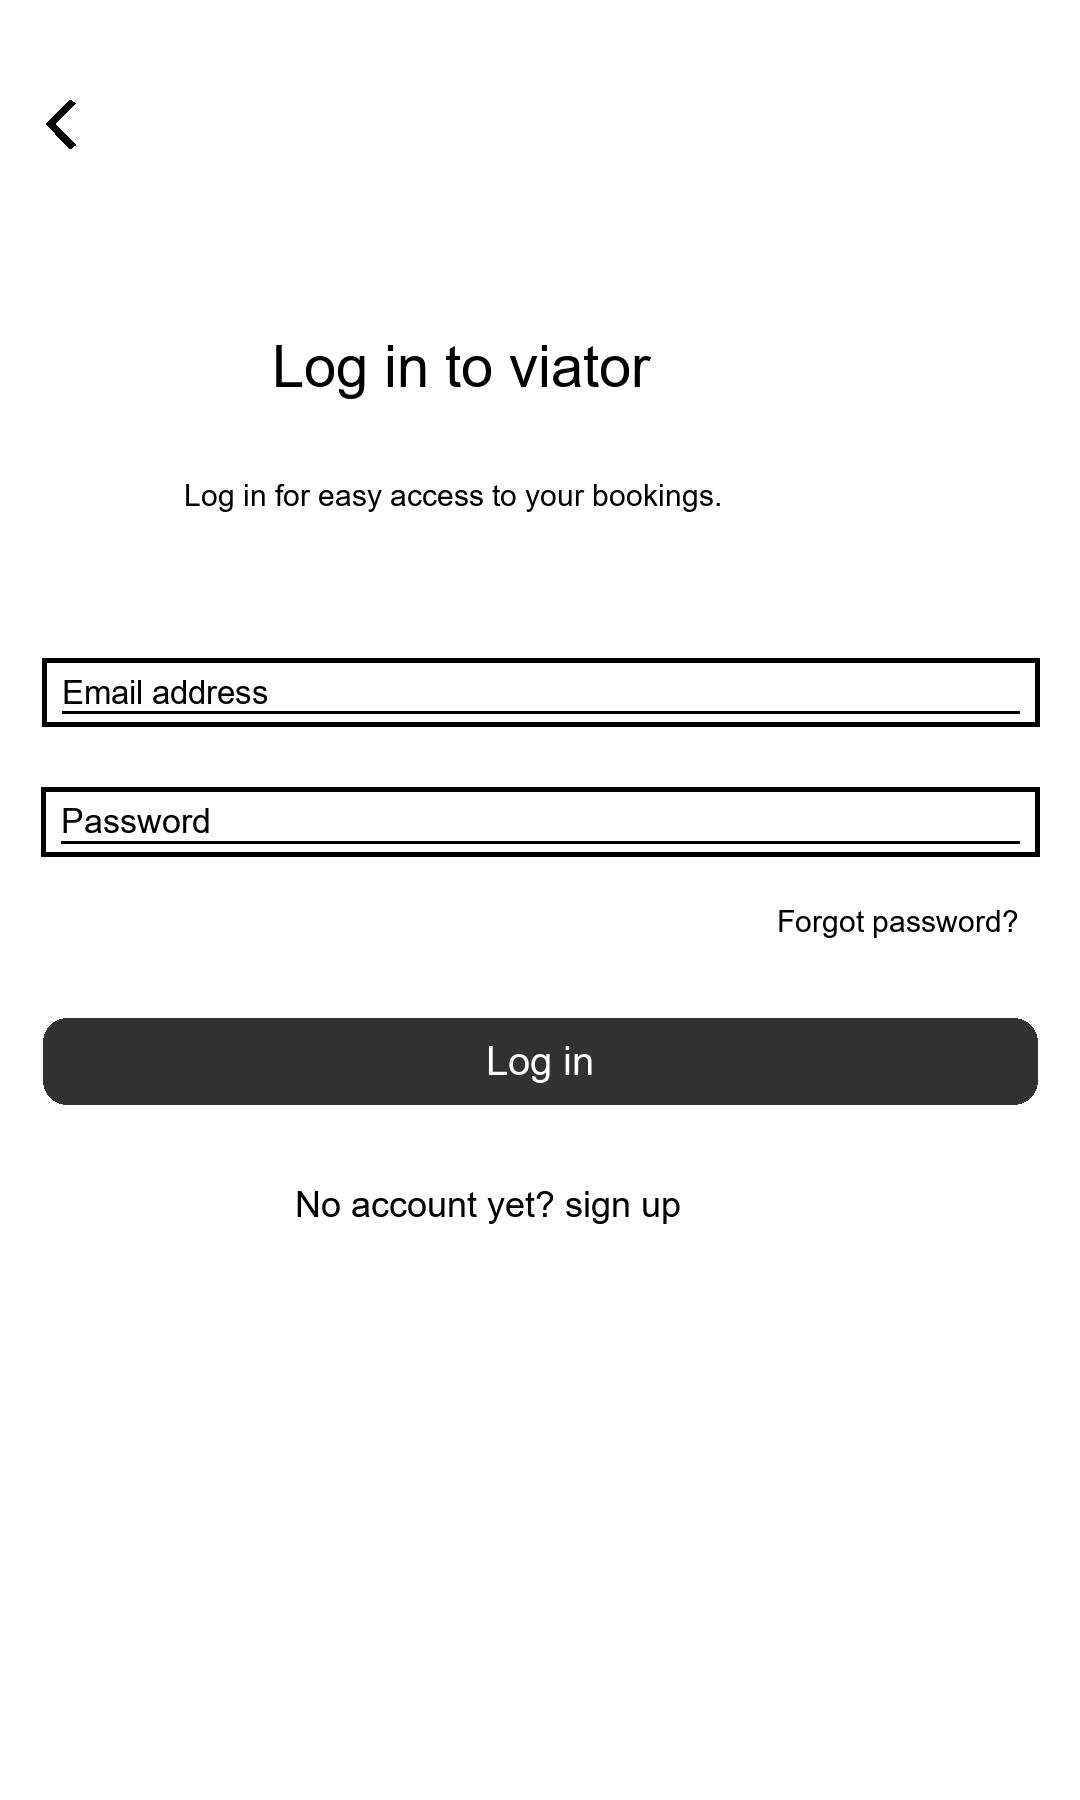 Log in to viator
Log in for easy access to your bookings.
Email address
Password
Forgot password?
Log in
No account yet? sign up